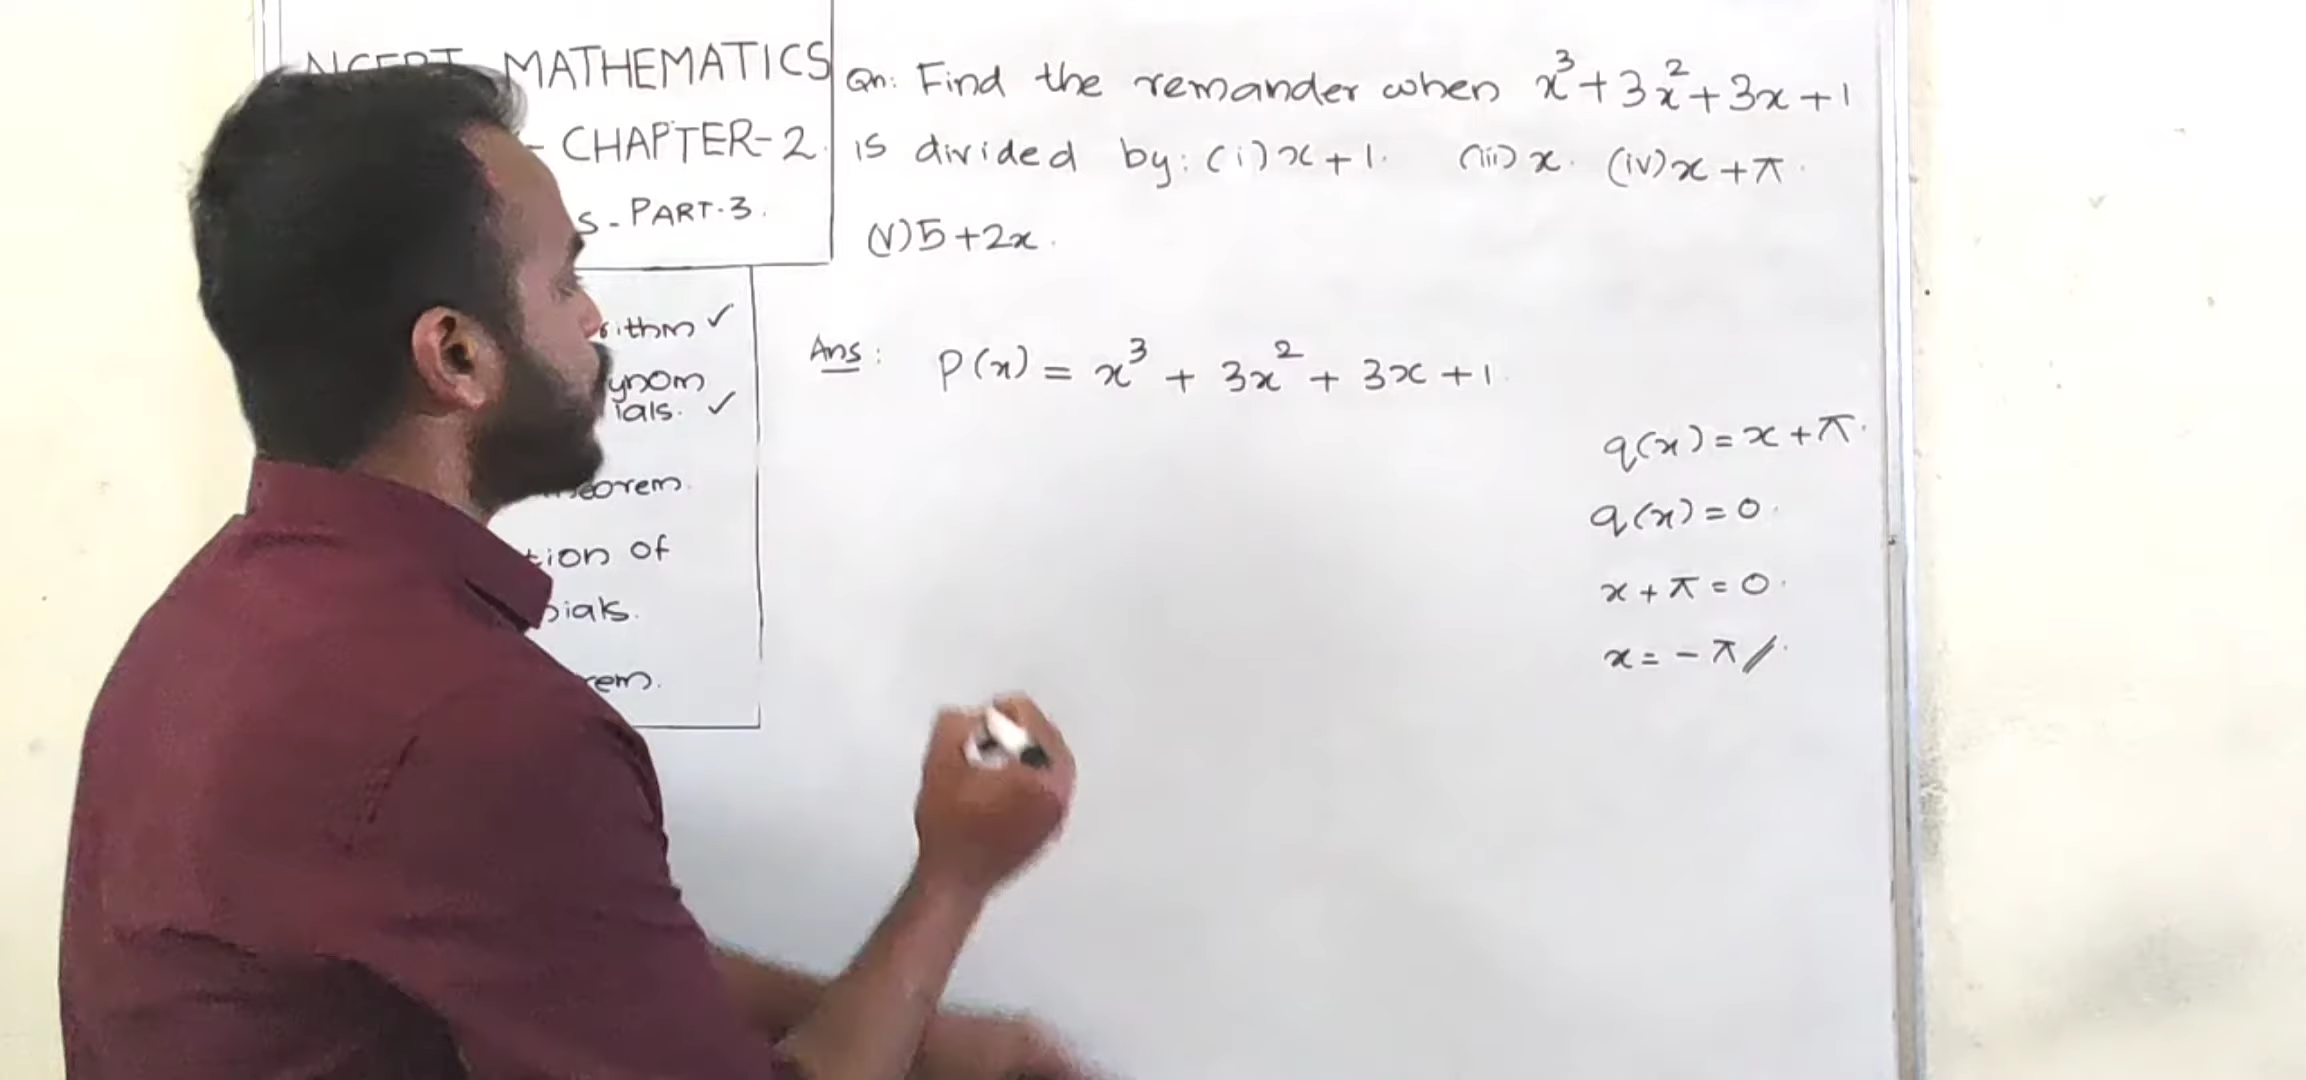 MATHEMATICS
- CHAPTER-2.
s - PART.3.
ithm ✓
ynom
ials. ✓
eorem.
tion of
ials.
em.
Qn: Find the remander when x³+3x²+3x+1
is divided by: (i) x+1. (iii) x. (iv) x+π.
(v) 5+2x.
Ans: P(x) = x³ + 3x² + 3x +1.
q(x) = x+π.
q(x) = 0.
x+π = 0.
x = -π //.